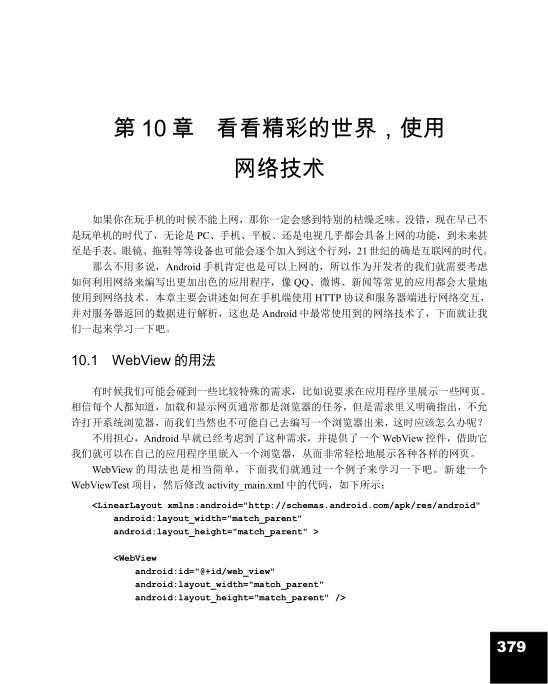 第 10 章　看看精彩的世界，使用
网络技术
如果你在玩手机的时候不能上网，那你一定会感到特别的枯燥乏味。没错，现在早已不
是玩单机的时代了，无论是 PC、手机、平板、还是电视几乎都会具备上网的功能，到未来甚
至是手表、眼镜、拖鞋等等设备也可能会逐个加入到这个行列，21 世纪的确是互联网的时代。
那么不用多说，Android 手机肯定也是可以上网的，所以作为开发者的我们就需要考虑
如何利用网络来编写出更加出色的应用程序，像 QQ、微博、新闻等常见的应用都会大量地
使用到网络技术。本章主要会讲述如何在手机端使用 HTTP 协议和服务器端进行网络交互，
并对服务器返回的数据进行解析，这也是 Android 中最常使用到的网络技术了，下面就让我
们一起来学习一下吧。
10.1　WebView 的用法
有时候我们可能会碰到一些比较特殊的需求，比如说要求在应用程序里展示一些网页。
相信每个人都知道，加载和显示网页通常都是浏览器的任务，但是需求里又明确指出，不允
许打开系统浏览器，而我们当然也不可能自己去编写一个浏览器出来，这时应该怎么办呢？
不用担心，Android 早就已经考虑到了这种需求，并提供了一个 WebView 控件，借助它
我们就可以在自己的应用程序里嵌入一个浏览器，从而非常轻松地展示各种各样的网页。
WebView 的用法也是相当简单，下面我们就通过一个例子来学习一下吧。新建一个
WebViewTest 项目，然后修改 activity_main.xml 中的代码，如下所示：
<LinearLayout xmlns:android="http://schemas.android.com/apk/res/android"
android:layout_width="match_parent"
android:layout_height="match_parent" >
<WebView
android:id="@+id/web_view"
android:layout_width="match_parent"
android:layout_height="match_parent" />
379